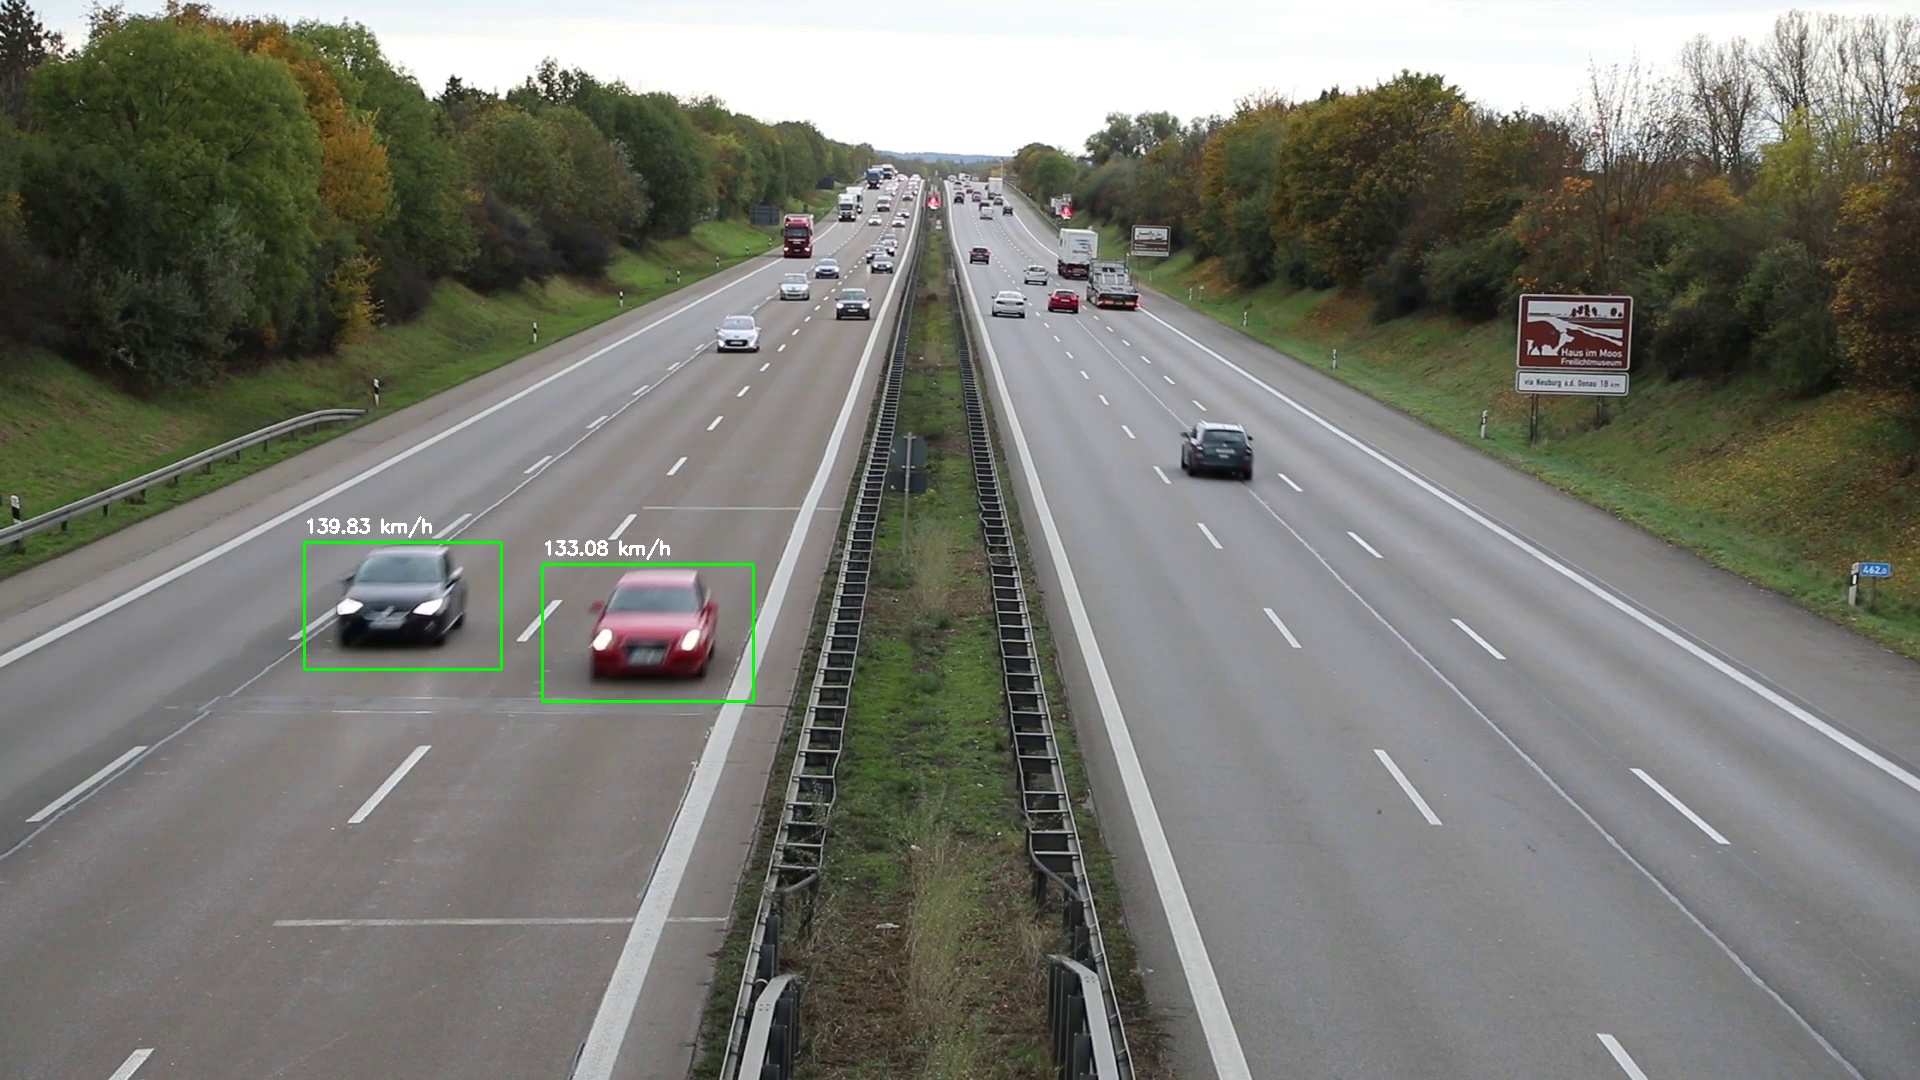 139.83 km/h
133.08 km/h
Haus im Moos
Freilichtmuseum
via Neuburg a.d. Donau 18 km
462,0